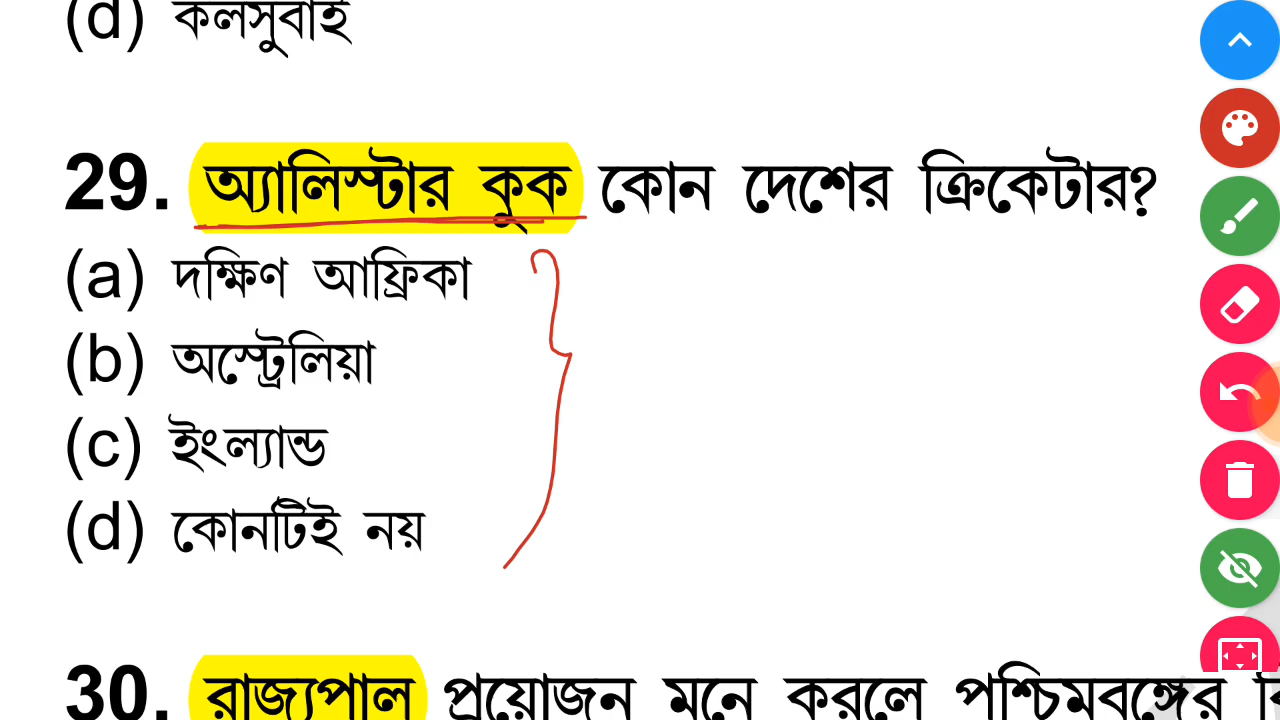 (d) কলসুবাই
29. অ্যালিস্টার কুক কোন দেশের ক্রিকেটার?
(a) দক্ষিণ আফ্রিকা
(b) অস্ট্রেলিয়া
(c) ইংল্যান্ড
(d) কোনটিই নয়
30. রাজ্যপাল প্রয়োজন মনে করলে পশ্চিমবঙ্গের